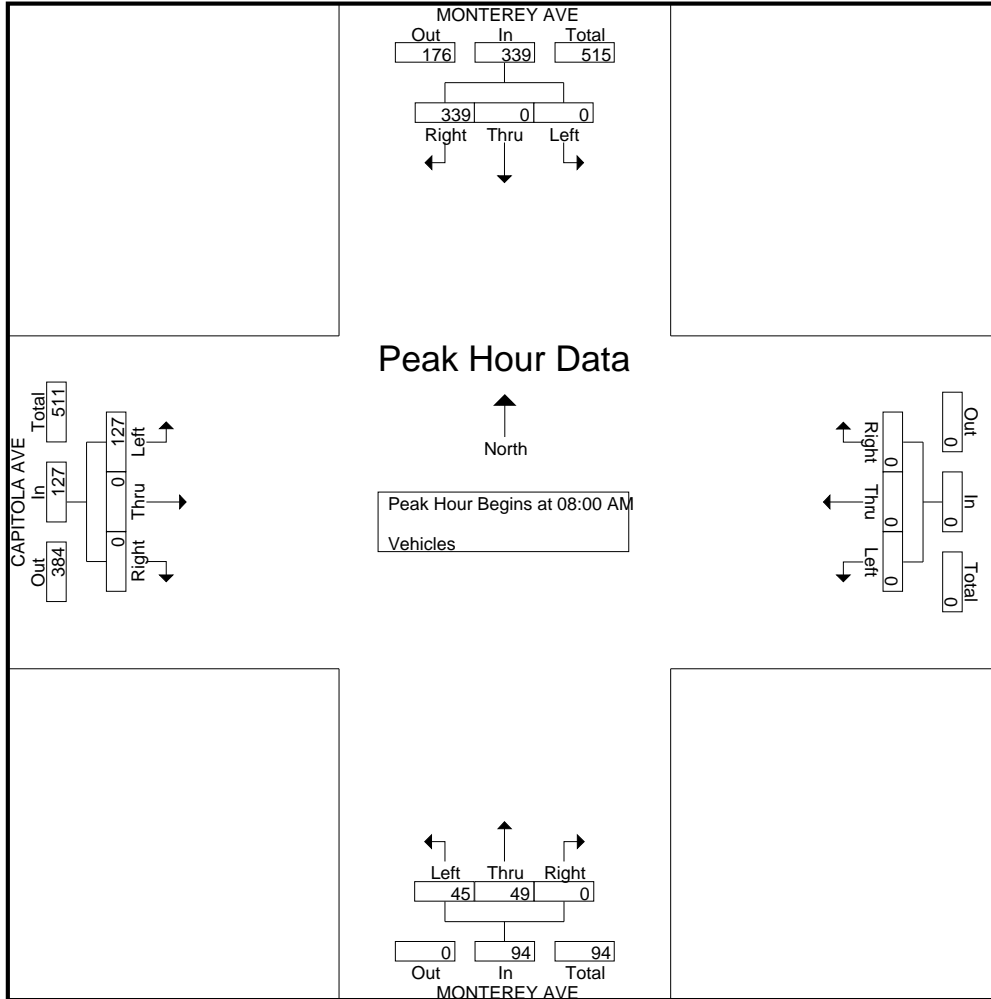 MONTEREY AVE
Out In Total
176 339 515
339 0 0
Right Thru Left
Peak Hour Data
North
Peak Hour Begins at 08:00 AM
Vehicles
CAPITOLA AVE
Out In Total
384 127 511
127 0 0
Left Thru Right
Right Thru Left
0 0 0
Out In Total
0 0 0
Left Thru Right
45 49 0
0 94 94
Out In Total
MONTEREY AVE